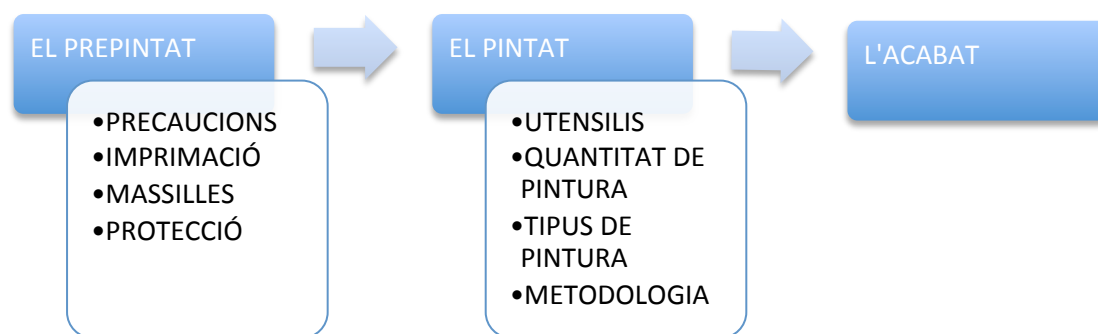 EL PREPINTAT
•PRECAUCIONS
•IMPRIMACIÓ
•MASSILLES
•PROTECCIÓ
EL PINTAT
•UTENSILIS
•QUANTITAT DE
PINTURA
•TIPUS DE
PINTURA
•METODOLOGIA
L'ACABAT